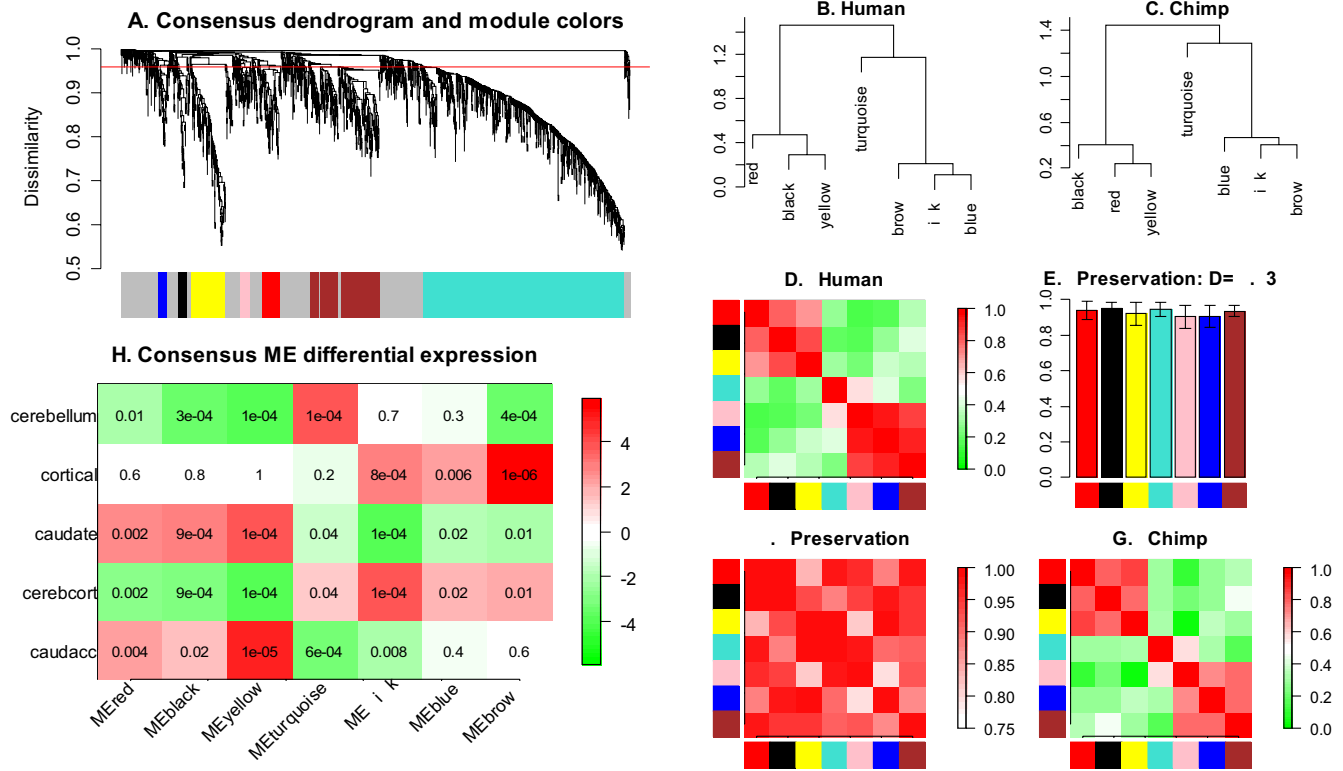 A. Consensus dendrogram and module colors
Dissimilarity
1.0
0.9
0.8
0.7
0.6
0.5
B. Human
1.2
0.8
0.4
0.0
red
black
yellow
turquoise
brow
i k
blue
C. Chimp
1.4
1.0
0.6
0.2
black
red
yellow
turquoise
blue
i k
brow
D. Human
1.0
0.8
0.6
0.4
0.2
0.0
E. Preservation: D= . 3
1.0
0.8
0.6
0.4
0.2
0.0
H. Consensus ME differential expression
cerebellum 0.01 3e-04 1e-04 1e-04 0.7 0.3 4e-04
cortical 0.6 0.8 1 0.2 8e-04 0.006 1e-06
caudate 0.002 9e-04 1e-04 0.04 1e-04 0.02 0.01
cerebcort 0.002 9e-04 1e-04 0.04 1e-04 0.02 0.01
caudacc 0.004 0.02 1e-05 6e-04 0.008 0.4 0.6
MEred
MEblack
MEyellow
MEturquoise
ME i k
MEblue
MEbrow
4
2
0
-2
-4
. Preservation
1.00
0.95
0.90
0.85
0.80
0.75
G. Chimp
1.0
0.8
0.6
0.4
0.2
0.0